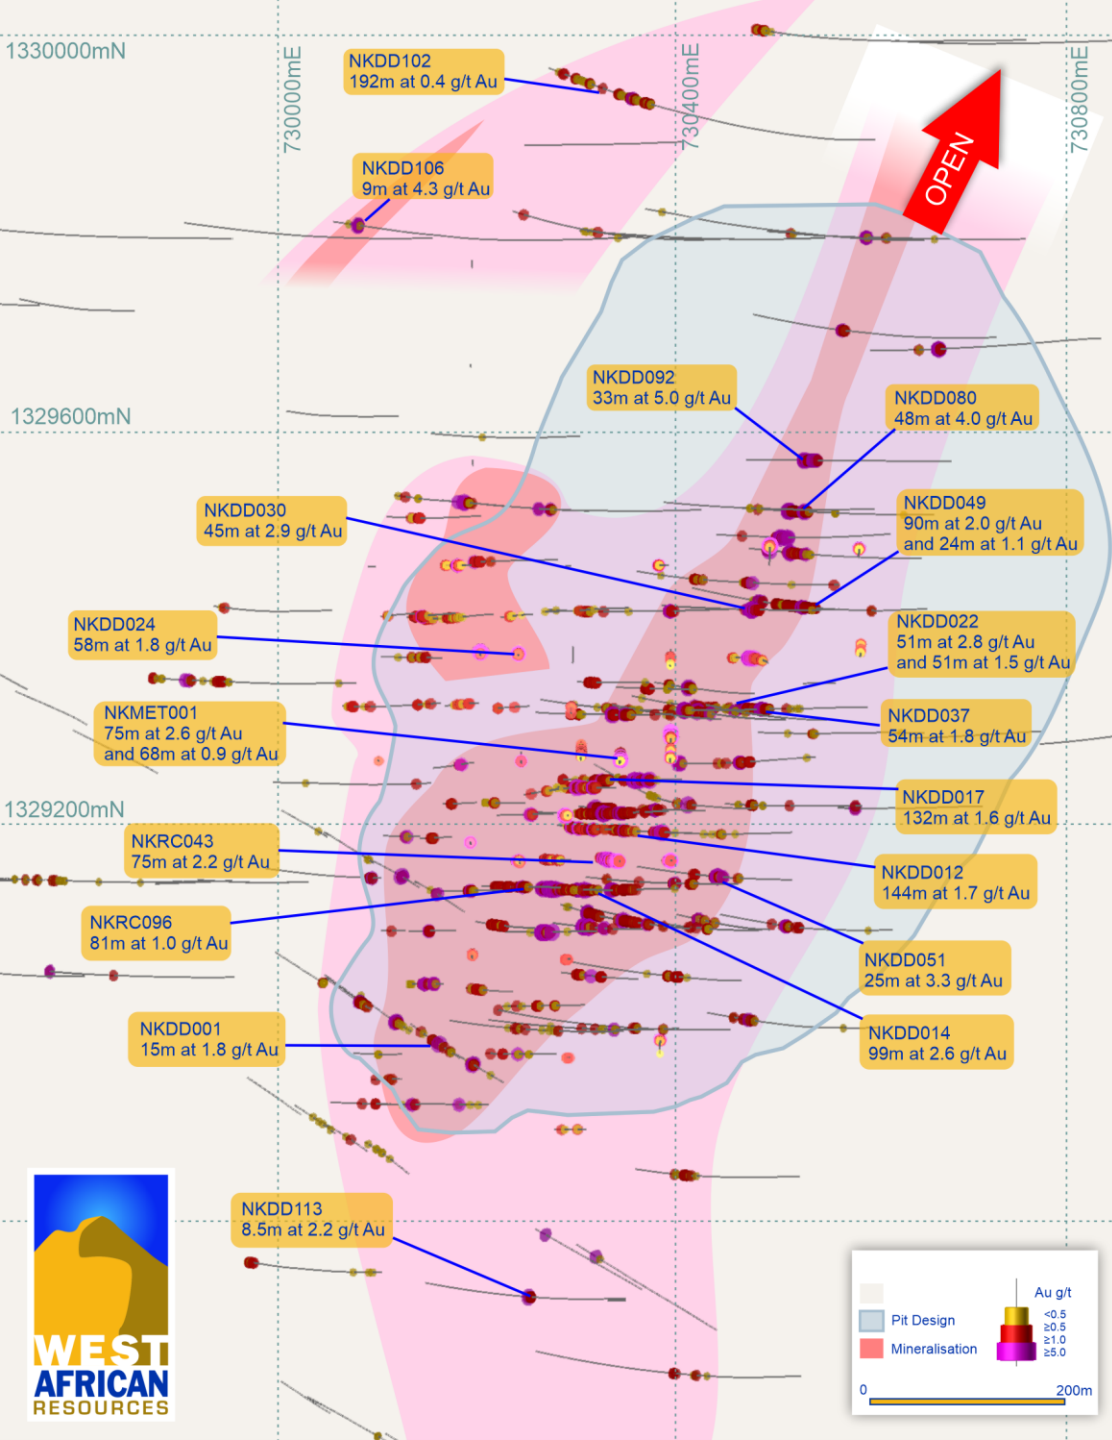 1330000mN
730000mE
730400mE
730800mE
NKDD102
192m at 0.4 g/t Au
OPEN
NKDD106
9m at 4.3 g/t Au
NKDD092
33m at 5.0 g/t Au
NKDD080
48m at 4.0 g/t Au
1329600mN
NKDD030
45m at 2.9 g/t Au
NKDD049
90m at 2.0 g/t Au
and 24m at 1.1 g/t Au
NKDD024
58m at 1.8 g/t Au
NKDD022
51m at 2.8 g/t Au
and 51m at 1.5 g/t Au
NKMET001
75m at 2.6 g/t Au
and 68m at 0.9 g/t Au
NKDD037
54m at 1.8 g/t Au
1329200mN
NKDD017
132m at 1.6 g/t Au
NKRC043
75m at 2.2 g/t Au
NKDD012
144m at 1.7 g/t Au
NKRC096
81m at 1.0 g/t Au
NKDD051
25m at 3.3 g/t Au
NKDD001
15m at 1.8 g/t Au
NKDD014
99m at 2.6 g/t Au
NKDD113
8.5m at 2.2 g/t Au
WEST
AFRICAN
RESOURCES
Au g/t
<0.5
≥0.5
≥1.0
≥5.0
Pit Design
Mineralisation
0 200m